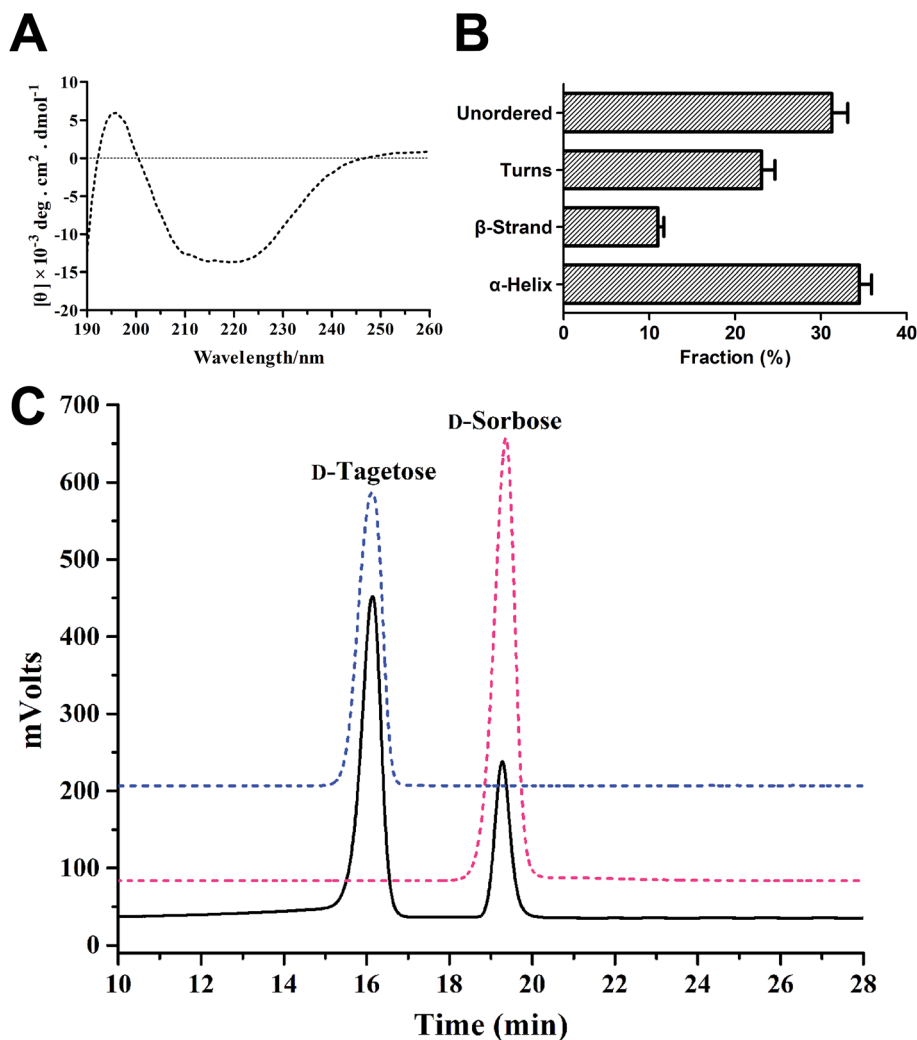 A
[θ] × 10⁻³ deg . cm² . dmol⁻¹
10
5
0
-5
-10
-15
-20
190 200 210 220 230 240 250 260
Wavelength/nm
B
Unordered
Turns
β-Strand
α-Helix
0 10 20 30 40
Fraction (%)
C
mVolts
700
600
500
400
300
200
100
0
D-Sorbose
D-Tagetose
10 12 14 16 18 20 22 24 26 28
Time (min)